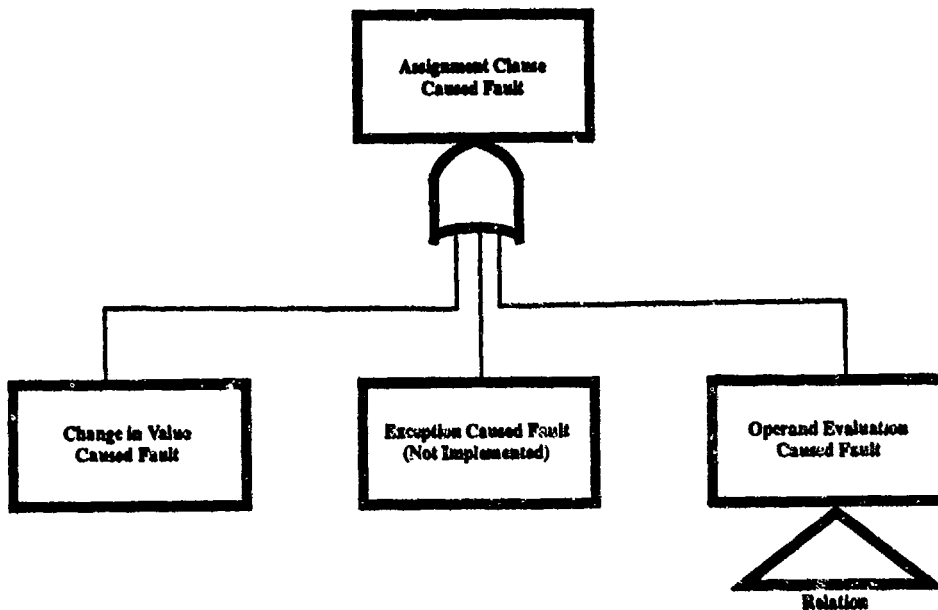 Assignment Clause
Caused Fault
Change in Value
Caused Fault
Exception Caused Fault
(Not Implemented)
Operand Evaluation
Caused Fault
Relation